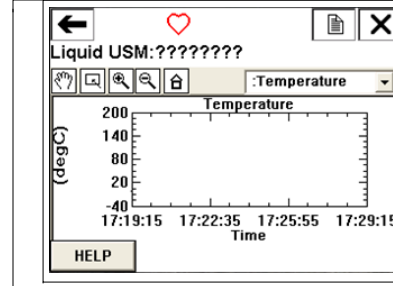 Liquid USM:????????
:Temperature
Temperature
200
140
80
20
-40
(degC)
17:19:15 17:22:35 17:25:55 17:29:15
Time
HELP